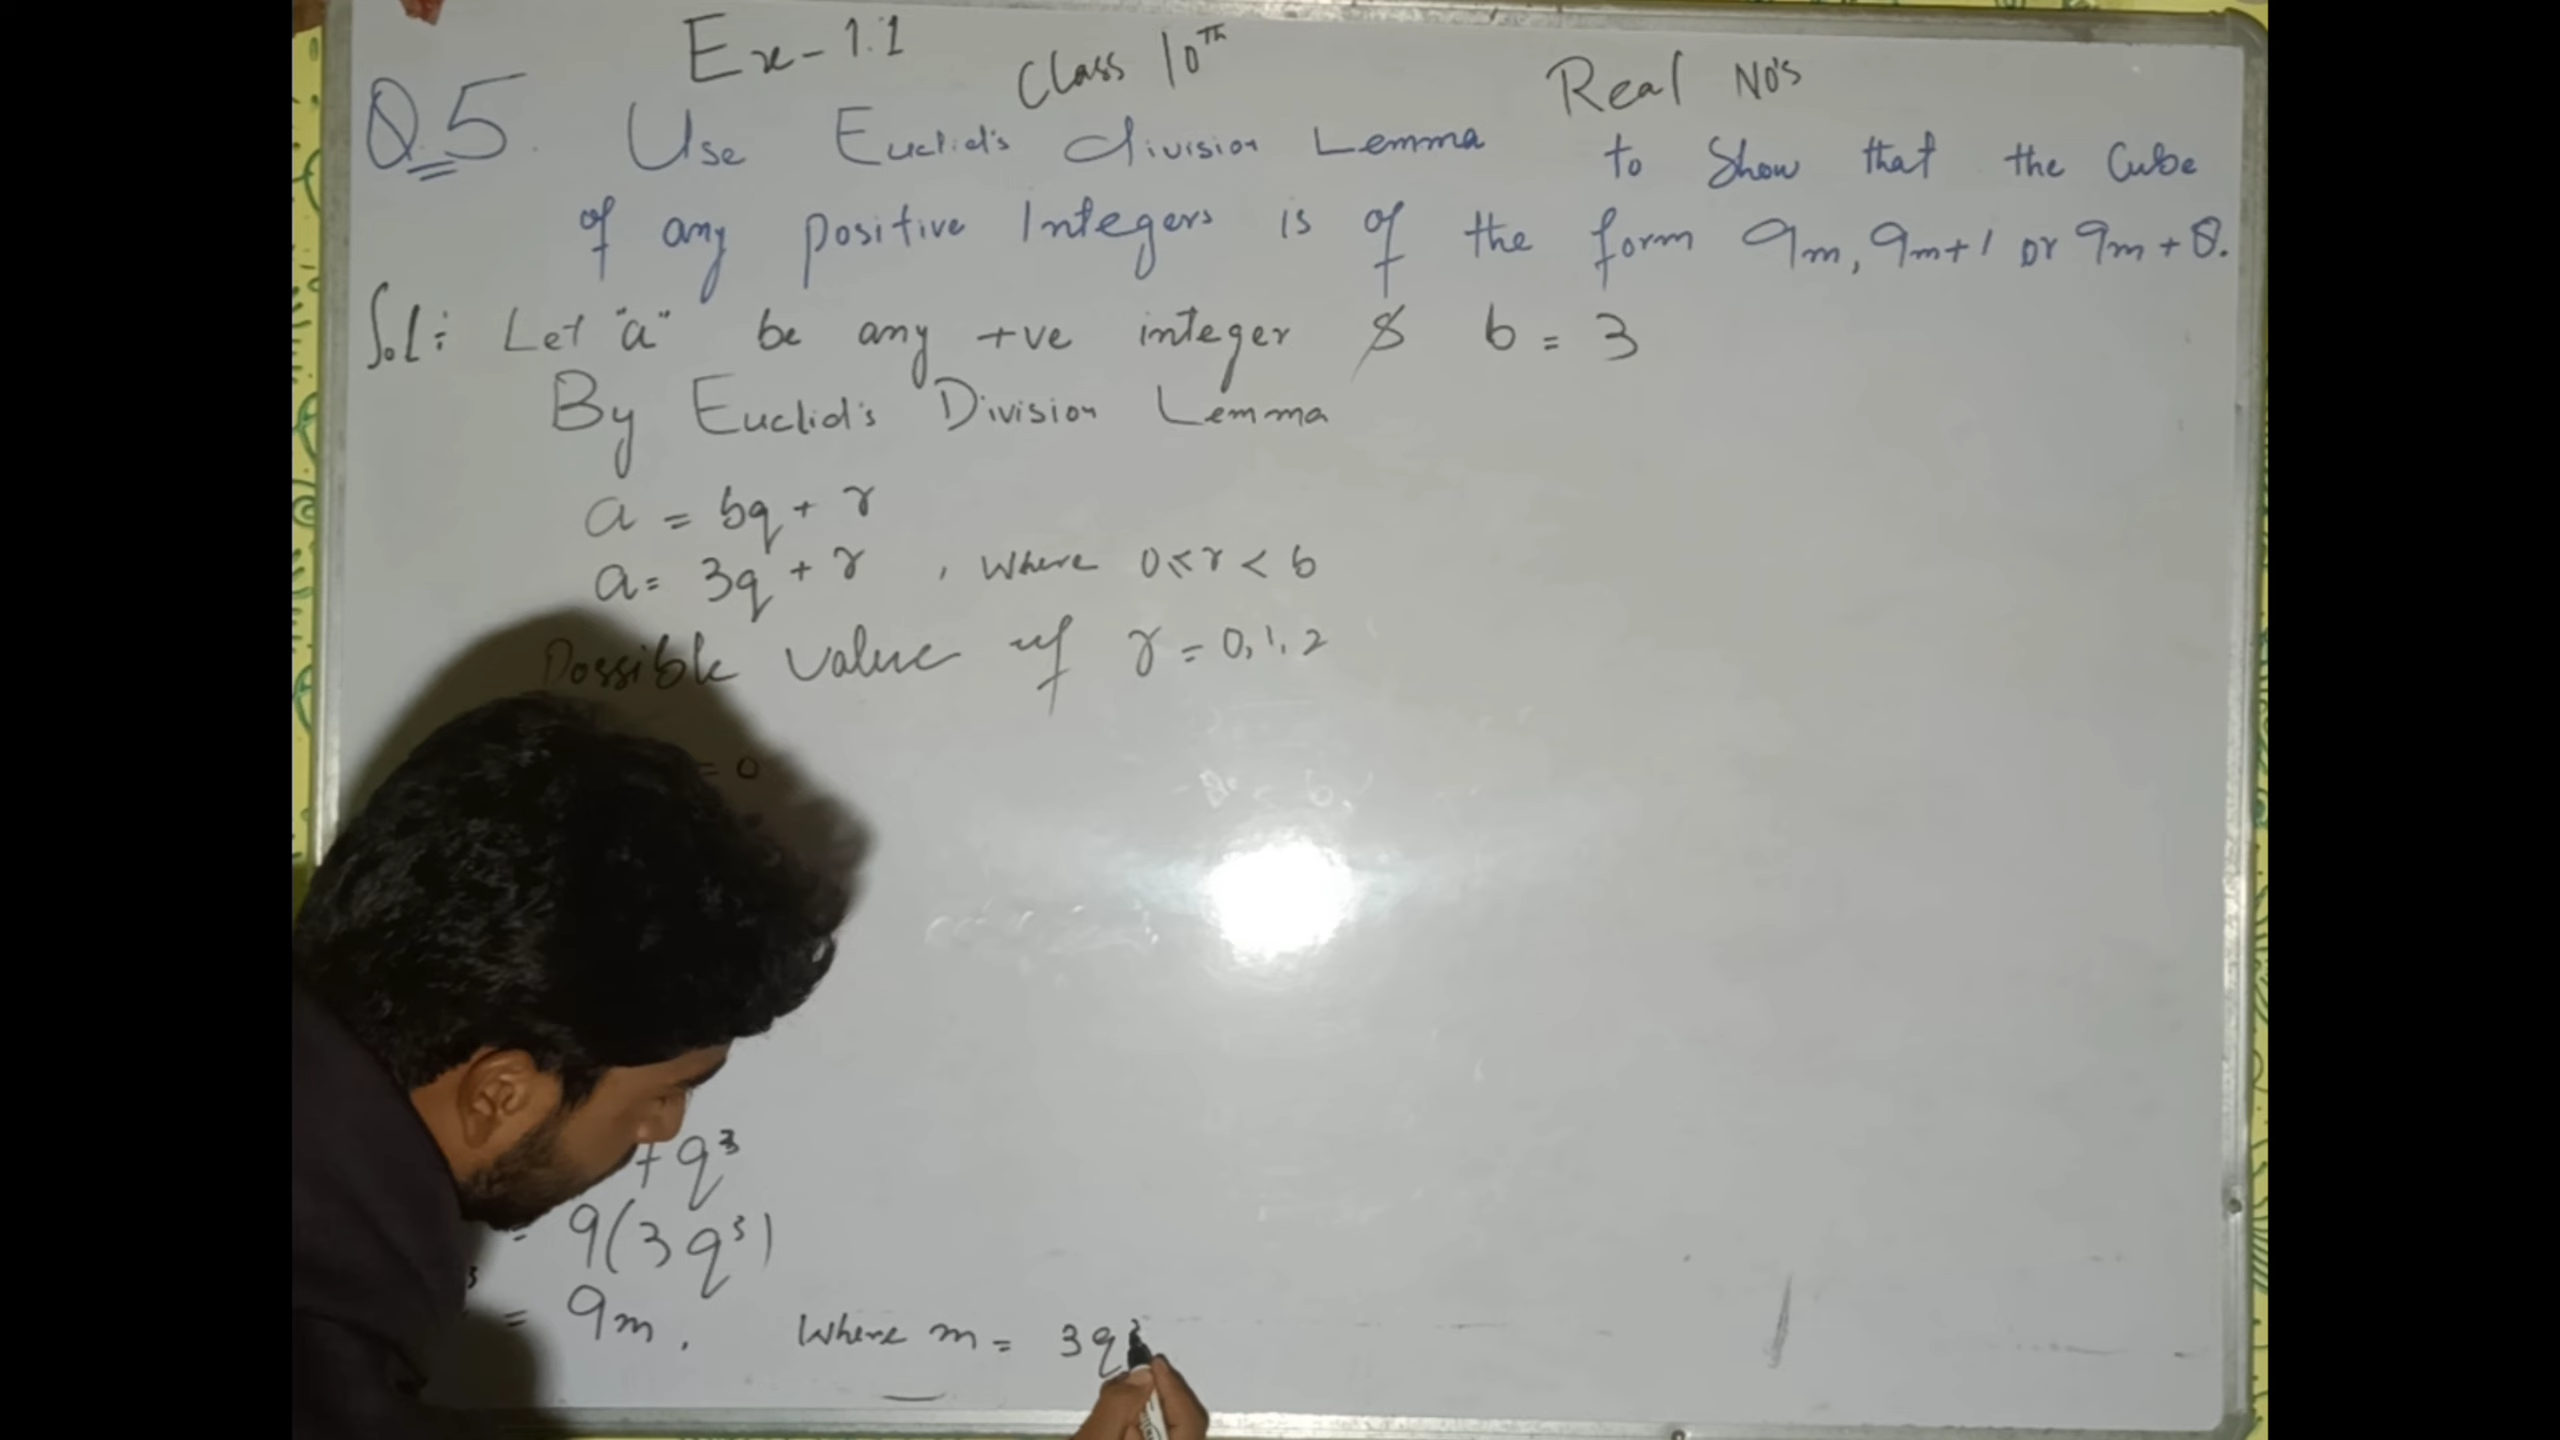 Ex-1.1
Class 10Th
Real No's
Q.5. Use Euclid's division Lemma to Show that the Cube
of any positive Integers is of the form 9m, 9m+1 or 9m+8.
Sol: Let "a" be any +ve integer & b = 3
By Euclid's Division Lemma
a = bq + r
a = 3q + r , where 0≤r < b
Possible value of r = 0, 1, 2
= 0
+ q³
= 9(3q³)
³ = 9m, Where m = 3q